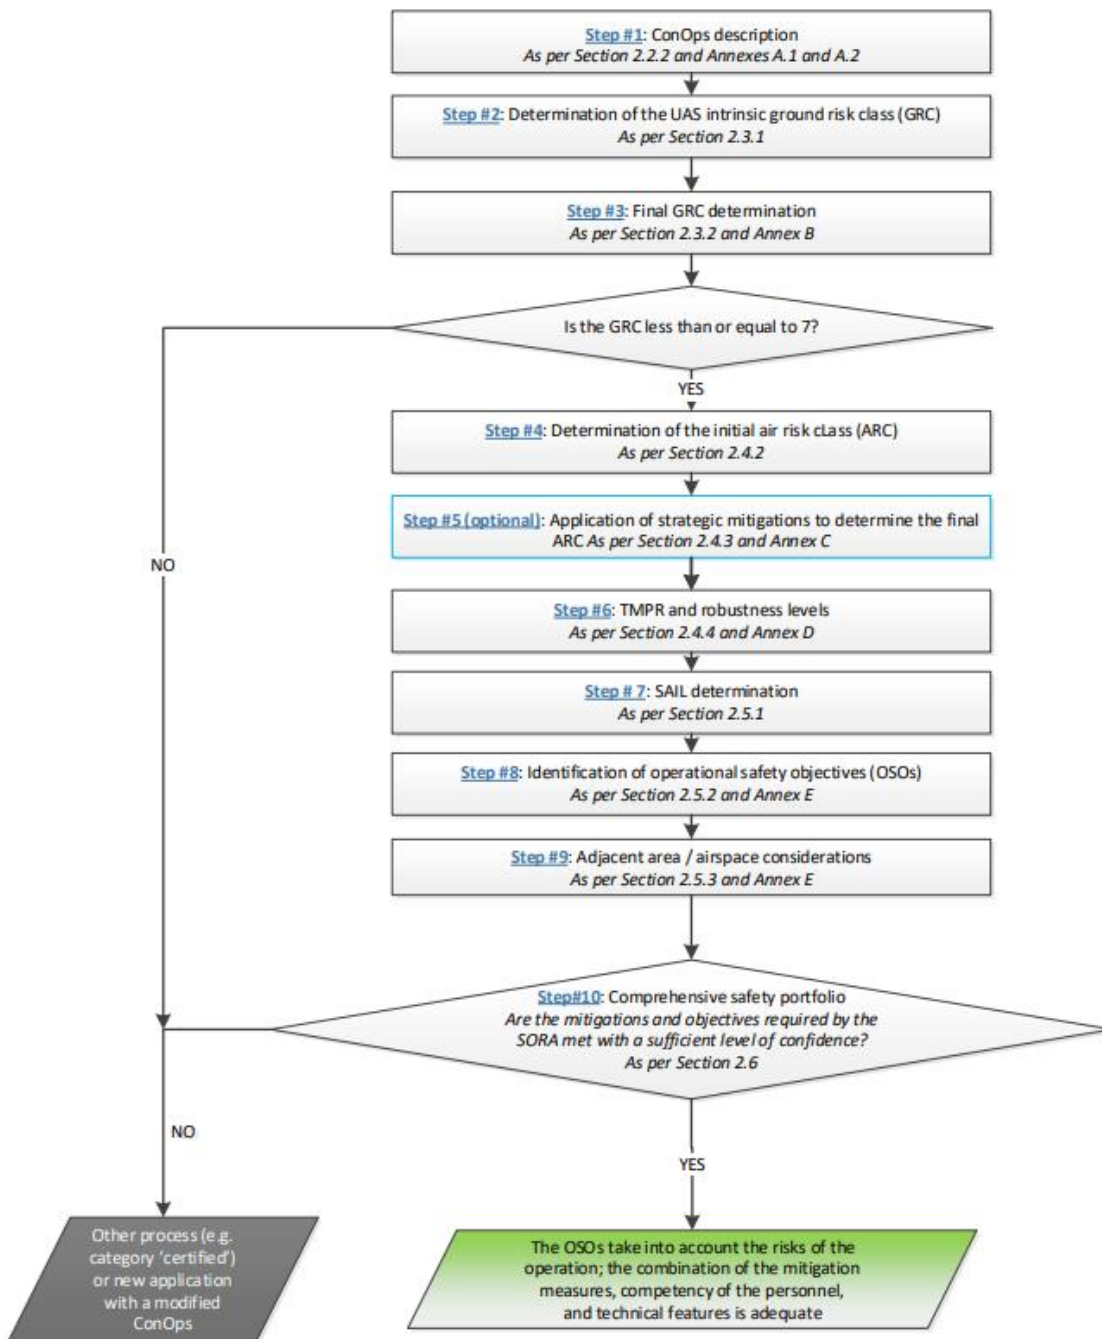 Step #1: ConOps description
As per Section 2.2.2 and Annexes A.1 and A.2
Step #2: Determination of the UAS intrinsic ground risk class (GRC)
As per Section 2.3.1
Step #3: Final GRC determination
As per Section 2.3.2 and Annex B
Is the GRC less than or equal to 7?
YES
Step #4: Determination of the initial air risk cLass (ARC)
As per Section 2.4.2
Step #5 (optional): Application of strategic mitigations to determine the final
ARC As per Section 2.4.3 and Annex C
NO
Step #6: TMPR and robustness levels
As per Section 2.4.4 and Annex D
Step # 7: SAIL determination
As per Section 2.5.1
Step #8: Identification of operational safety objectives (OSOs)
As per Section 2.5.2 and Annex E
Step #9: Adjacent area / airspace considerations
As per Section 2.5.3 and Annex E
Step#10: Comprehensive safety portfolio
Are the mitigations and objectives required by the
SORA met with a sufficient level of confidence?
As per Section 2.6
NO
YES
Other process (e.g.
category ‘certified’)
or new application
with a modified
ConOps
The OSOs take into account the risks of the
operation; the combination of the mitigation
measures, competency of the personnel,
and technical features is adequate